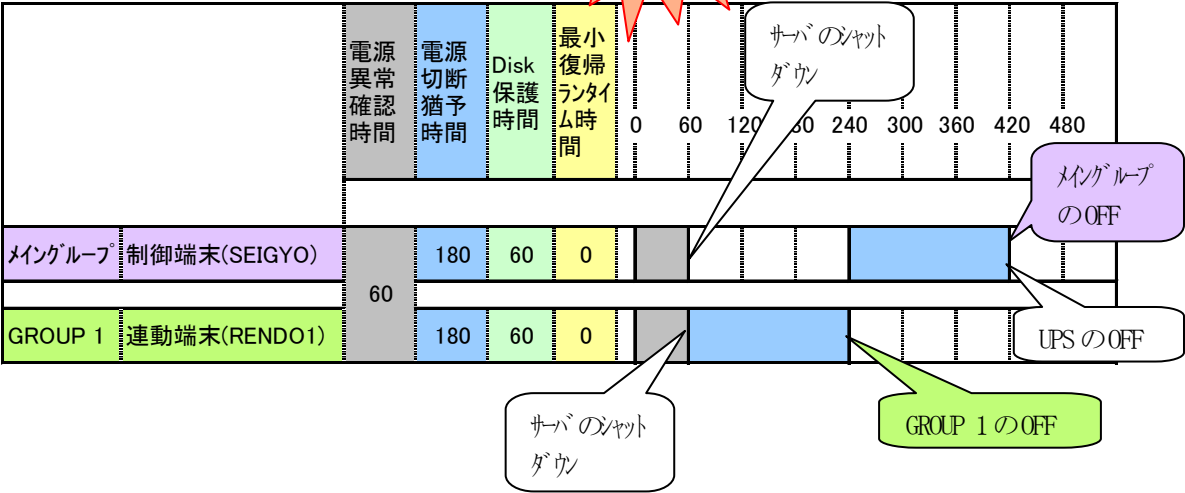 電源
異常
確認
時間
電源
切断
猶予
時間
Disk
保護
時間
最小
復帰
ランタイ
ム時
間
0 60 120 180 240 300 360 420 480
サーバのシャット
ダウン
メイングループ
のOFF
メイングループ 制御端末(SEIGYO) 180 60 0
60
GROUP 1 連動端末(RENDO1) 180 60 0
UPSのOFF
サーバのシャット
ダウン
GROUP 1のOFF